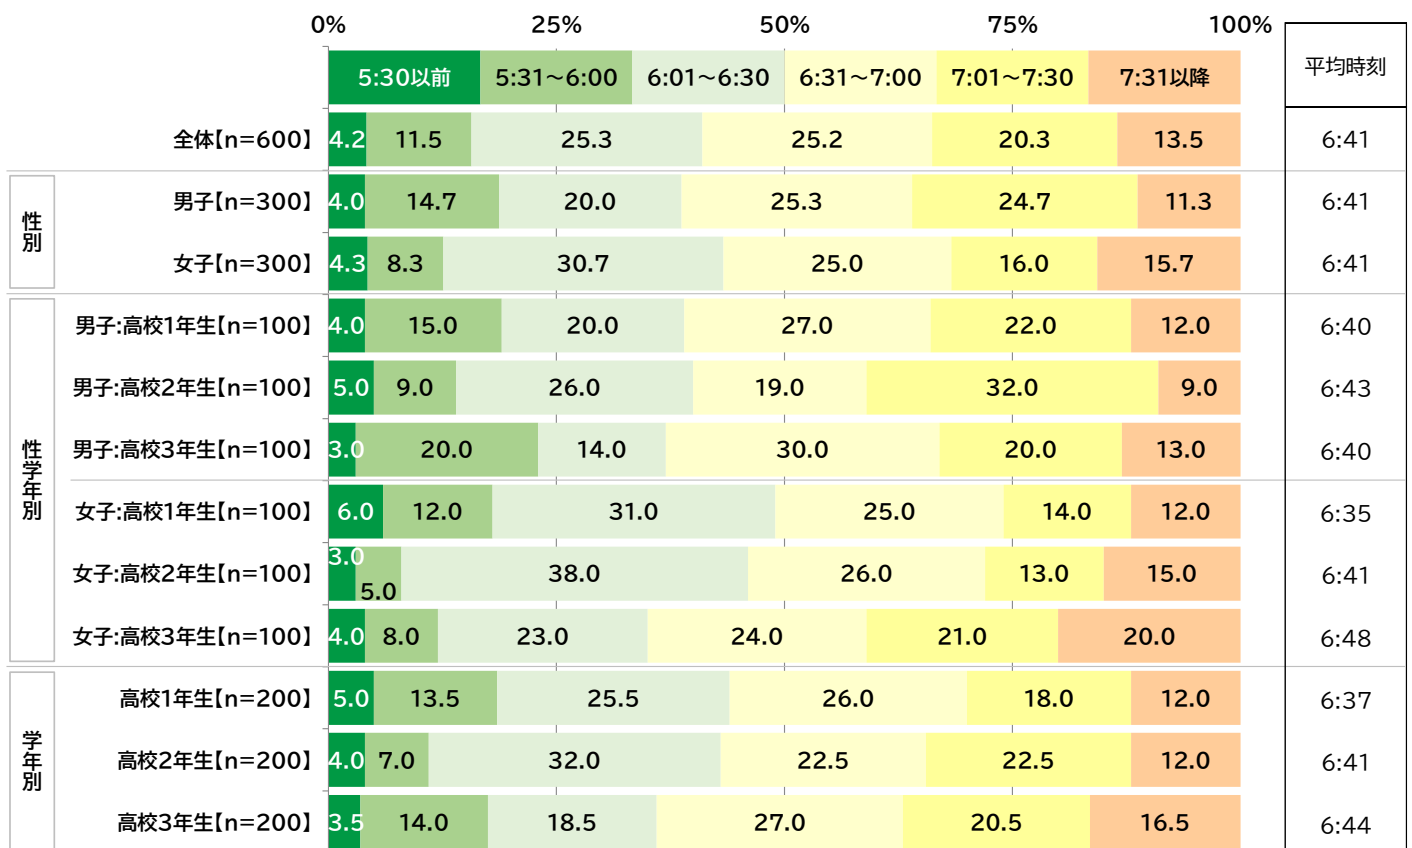 0% 25% 50% 75% 100%
平均時刻
5:30以前 5:31～6:00 6:01～6:30 6:31～7:00 7:01～7:30 7:31以降
全体【n=600】 4.2 11.5 25.3 25.2 20.3 13.5 6:41
性別
男子【n=300】 4.0 14.7 20.0 25.3 24.7 11.3 6:41
女子【n=300】 4.3 8.3 30.7 25.0 16.0 15.7 6:41
性学年別
男子:高校1年生【n=100】 4.0 15.0 20.0 27.0 22.0 12.0 6:40
男子:高校2年生【n=100】 5.0 9.0 26.0 19.0 32.0 9.0 6:43
男子:高校3年生【n=100】 3.0 20.0 14.0 30.0 20.0 13.0 6:40
女子:高校1年生【n=100】 6.0 12.0 31.0 25.0 14.0 12.0 6:35
女子:高校2年生【n=100】 3.0 5.0 38.0 26.0 13.0 15.0 6:41
女子:高校3年生【n=100】 4.0 8.0 23.0 24.0 21.0 20.0 6:48
学年別
高校1年生【n=200】 5.0 13.5 25.5 26.0 18.0 12.0 6:37
高校2年生【n=200】 4.0 7.0 32.0 22.5 22.5 12.0 6:41
高校3年生【n=200】 3.5 14.0 18.5 27.0 20.5 16.5 6:44